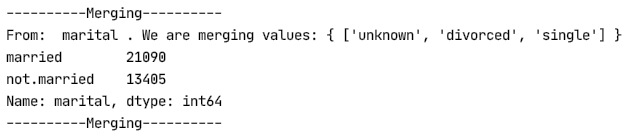 ----------Merging----------
From:  marital . We are merging values: { ['unknown', 'divorced', 'single'] }
married        21090
not.married    13405
Name: marital, dtype: int64
----------Merging----------